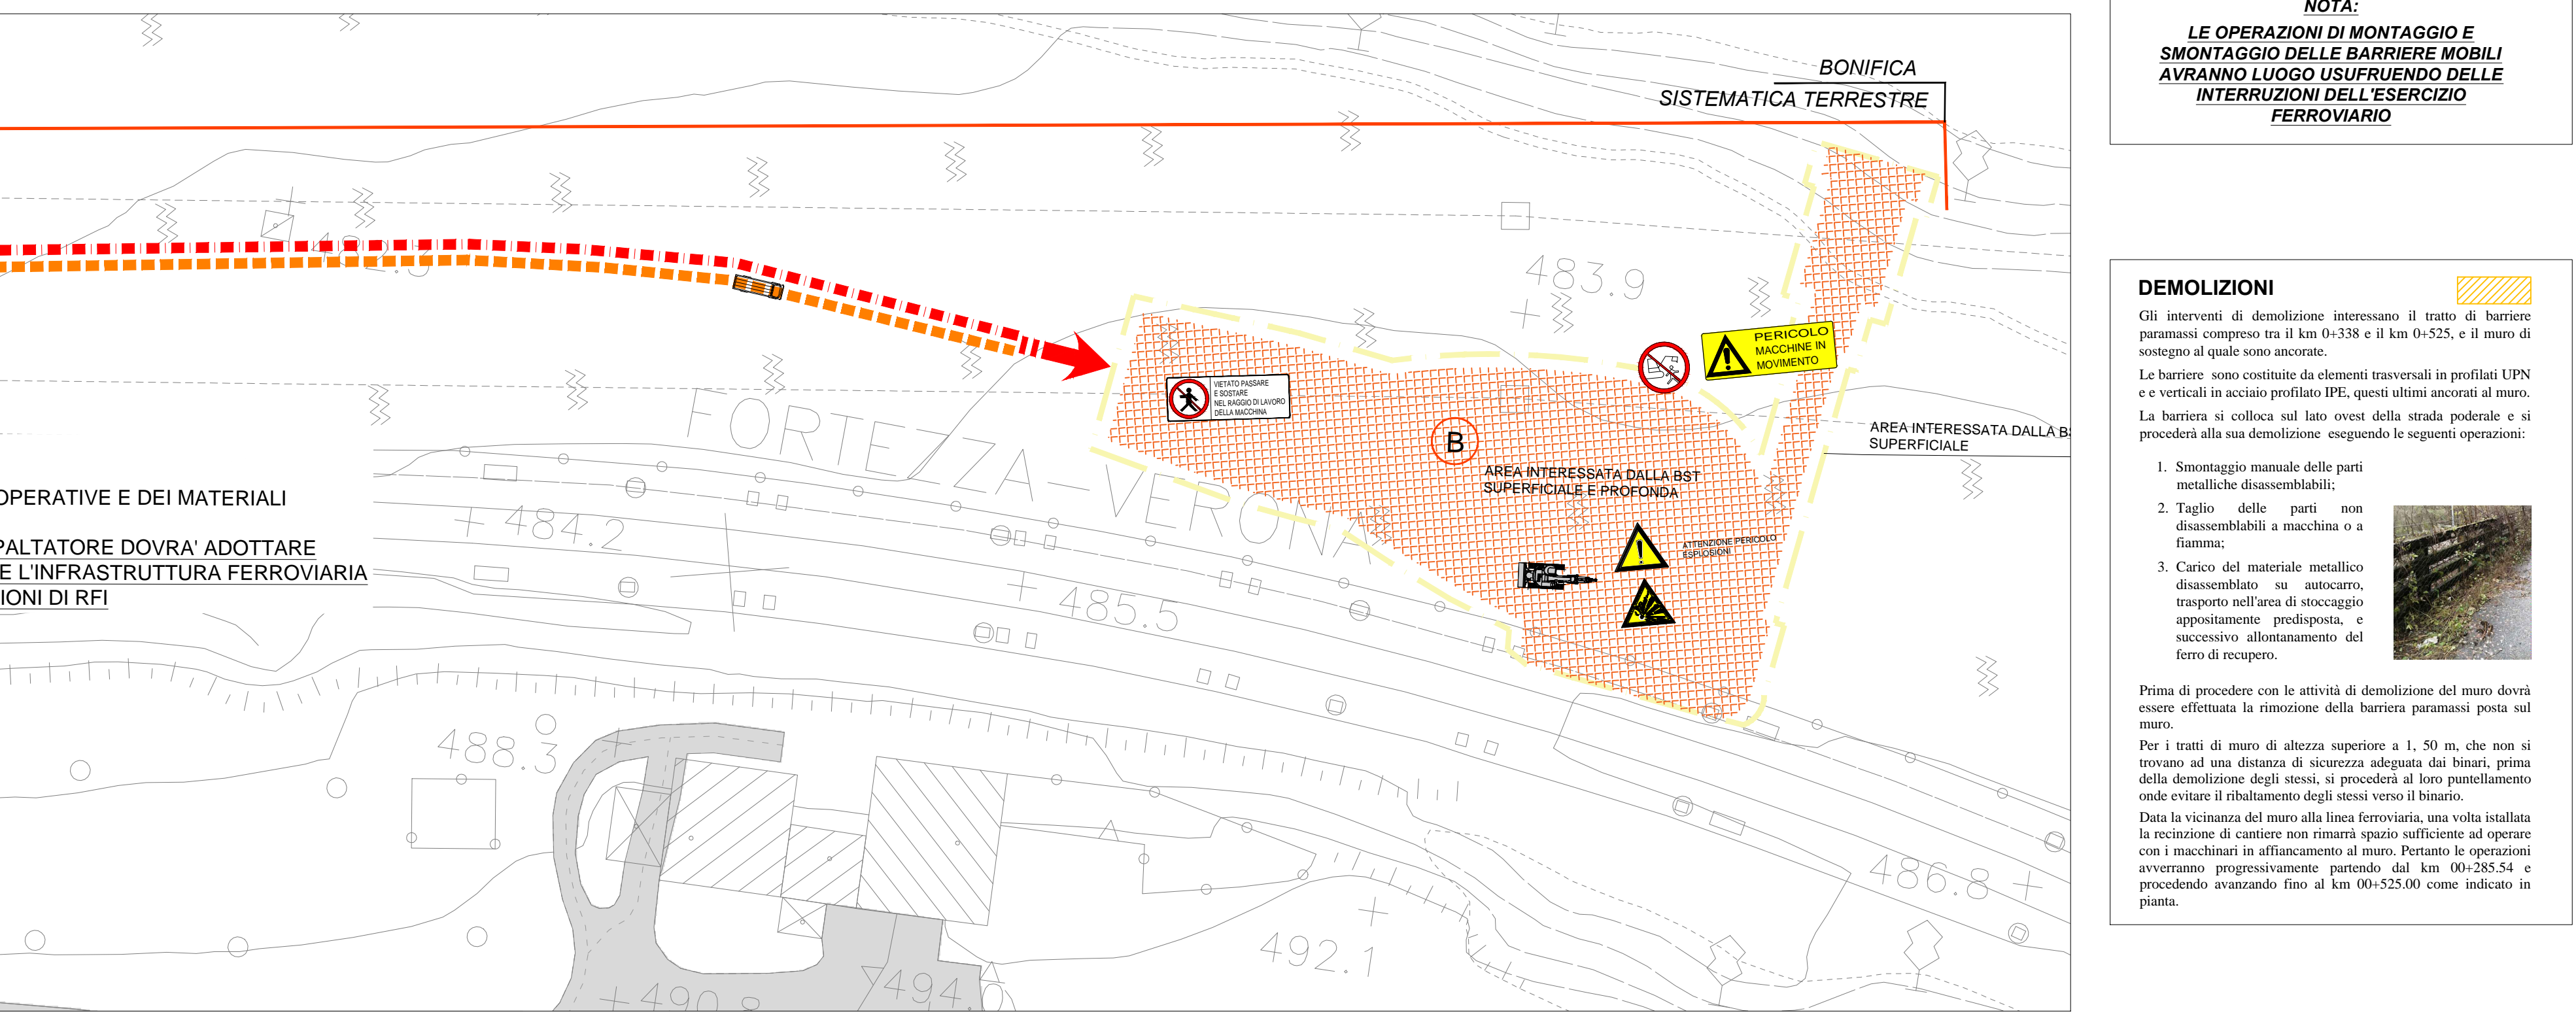 NOTA:
LE OPERAZIONI DI MONTAGGIO E
SMONTAGGIO DELLE BARRIERE MOBILI
AVRANNO LUOGO USUFRUENDO DELLE
INTERRUZIONI DELL'ESERCIZIO
FERROVIARIO
BONIFICA
SISTEMATICA TERRESTRE
483.9
PERICOLO
MACCHINE IN
MOVIMENTO
VIETATO PASSARE
E SOSTARE
NEL RAGGIO DI LAVORO
DELLA MACCHINA
FORTEZZA - VERONA
B
AREA INTERESSATA DALLA
SUPERFICIALE
AREA INTERESSATA DALLA BST
SUPERFICIALE E PROFONDA
ATTENZIONE PERICOLO
ESPLOSIONI
OPERATIVE E DEI MATERIALI
PALTATORE DOVRA' ADOTTARE
E L'INFRASTRUTTURA FERROVIARIA
IONI DI RFI
484.2
485.5
488.3
486.8
492.1
490.8
494.0
DEMOLIZIONI
Gli interventi di demolizione interessano il tratto di barriere
paramassi compreso tra il km 0+338 e il km 0+525, e il muro di
sostegno al quale sono ancorate.
Le barriere sono costituite da elementi trasversali in profilati UPN
e e verticali in acciaio profilato IPE, questi ultimi ancorati al muro.
La barriera si colloca sul lato ovest della strada poderale e si
procederà alla sua demolizione eseguendo le seguenti operazioni:
1. Smontaggio manuale delle parti
metalliche disassemblabili;
2. Taglio delle parti non
disassemblabili a macchina o a
fiamma;
3. Carico del materiale metallico
disassemblato su autocarro,
trasporto nell'area di stoccaggio
appositamente predisposta, e
successivo allontanamento del
ferro di recupero.
Prima di procedere con le attività di demolizione del muro dovrà
essere effettuata la rimozione della barriera paramassi posta sul
muro.
Per i tratti di muro di altezza superiore a 1, 50 m, che non si
trovano ad una distanza di sicurezza adeguata dai binari, prima
della demolizione degli stessi, si procederà al loro puntellamento
onde evitare il ribaltamento degli stessi verso il binario.
Data la vicinanza del muro alla linea ferroviaria, una volta istallata
la recinzione di cantiere non rimarrà spazio sufficiente ad operare
con i macchinari in affiancamento al muro. Pertanto le operazioni
avverranno progressivamente partendo dal km 00+285.54 e
procedendo avanzando fino al km 00+525.00 come indicato in
pianta.